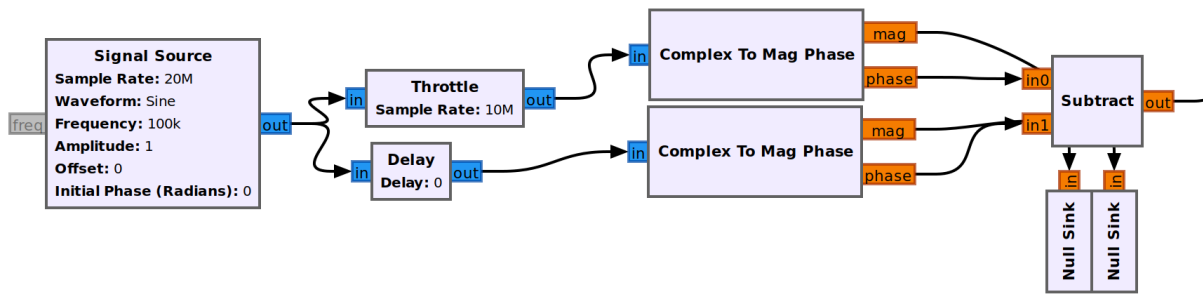 Signal Source
Sample Rate: 20M
Waveform: Sine
Frequency: 100k
Amplitude: 1
Offset: 0
Initial Phase (Radians): 0
freq
out
in
Throttle
Sample Rate: 10M
out
in
Delay
Delay: 0
out
in
Complex To Mag Phase
mag
phase
in
Complex To Mag Phase
mag
phase
in0
in1
Subtract
out
in
Null Sink
in
Null Sink